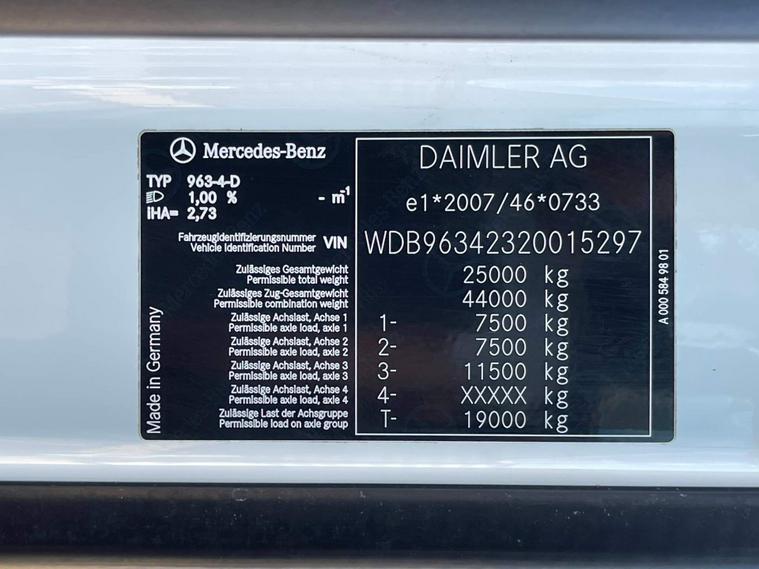 Mercedes-Benz
DAIMLER AG
TYP 963-4-D
1,00 % - m-1
IHA= 2,73
e1*2007/46*0733
Fahrzeugidentifizierungsnummer
Vehicle Identification Number
VIN WDB96342320015297
Zulässiges Gesamtgewicht
Permissible total weight
25000 kg
Zulässiges Zug-Gesamtgewicht
Permissible combination weight
44000 kg
Zulässige Achslast, Achse 1
Permissible axle load, axle 1
1- 7500 kg
Zulässige Achslast, Achse 2
Permissible axle load, axle 2
2- 7500 kg
Zulässige Achslast, Achse 3
Permissible axle load, axle 3
3- 11500 kg
Zulässige Achslast, Achse 4
Permissible axle load, axle 4
4- XXXXX kg
Zulässige Last der Achsgruppe
Permissible load on axle group
T- 19000 kg
Made in Germany
A 000 584 98 01